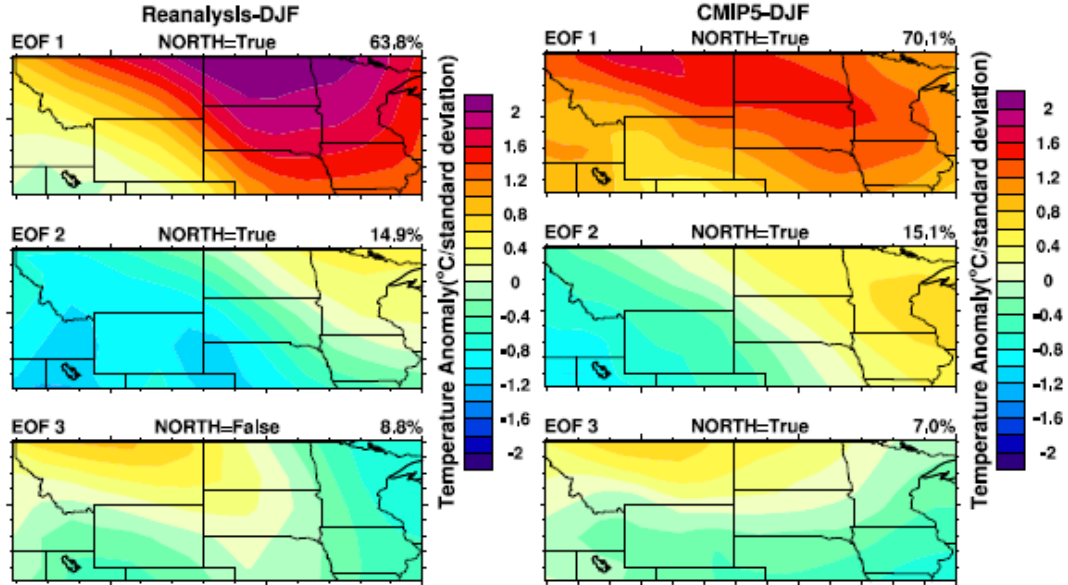 Reanalysis-DJF
EOF 1 NORTH=True 63.8%
EOF 2 NORTH=True 14.9%
EOF 3 NORTH=False 8.8%
2
1.6
1.2
0.8
0.4
0
-0.4
-0.8
-1.2
-1.6
-2
Temperature Anomaly(°C/standard deviation)
CMIP5-DJF
EOF 1 NORTH=True 70.1%
EOF 2 NORTH=True 15.1%
EOF 3 NORTH=True 7.0%
Temperature Anomaly(°C/standard deviation)
2
1.6
1.2
0.8
0.4
0
-0.4
-0.8
-1.2
-1.6
-2